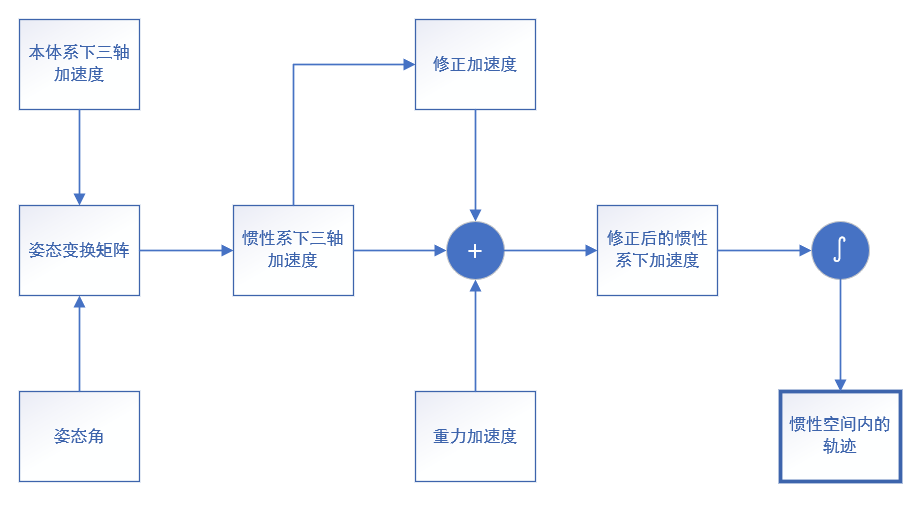 本体系下三轴
加速度
修正加速度
姿态变换矩阵
惯性系下三轴
加速度
+
修正后的惯性
系下加速度
∫
姿态角
重力加速度
惯性空间内的
轨迹